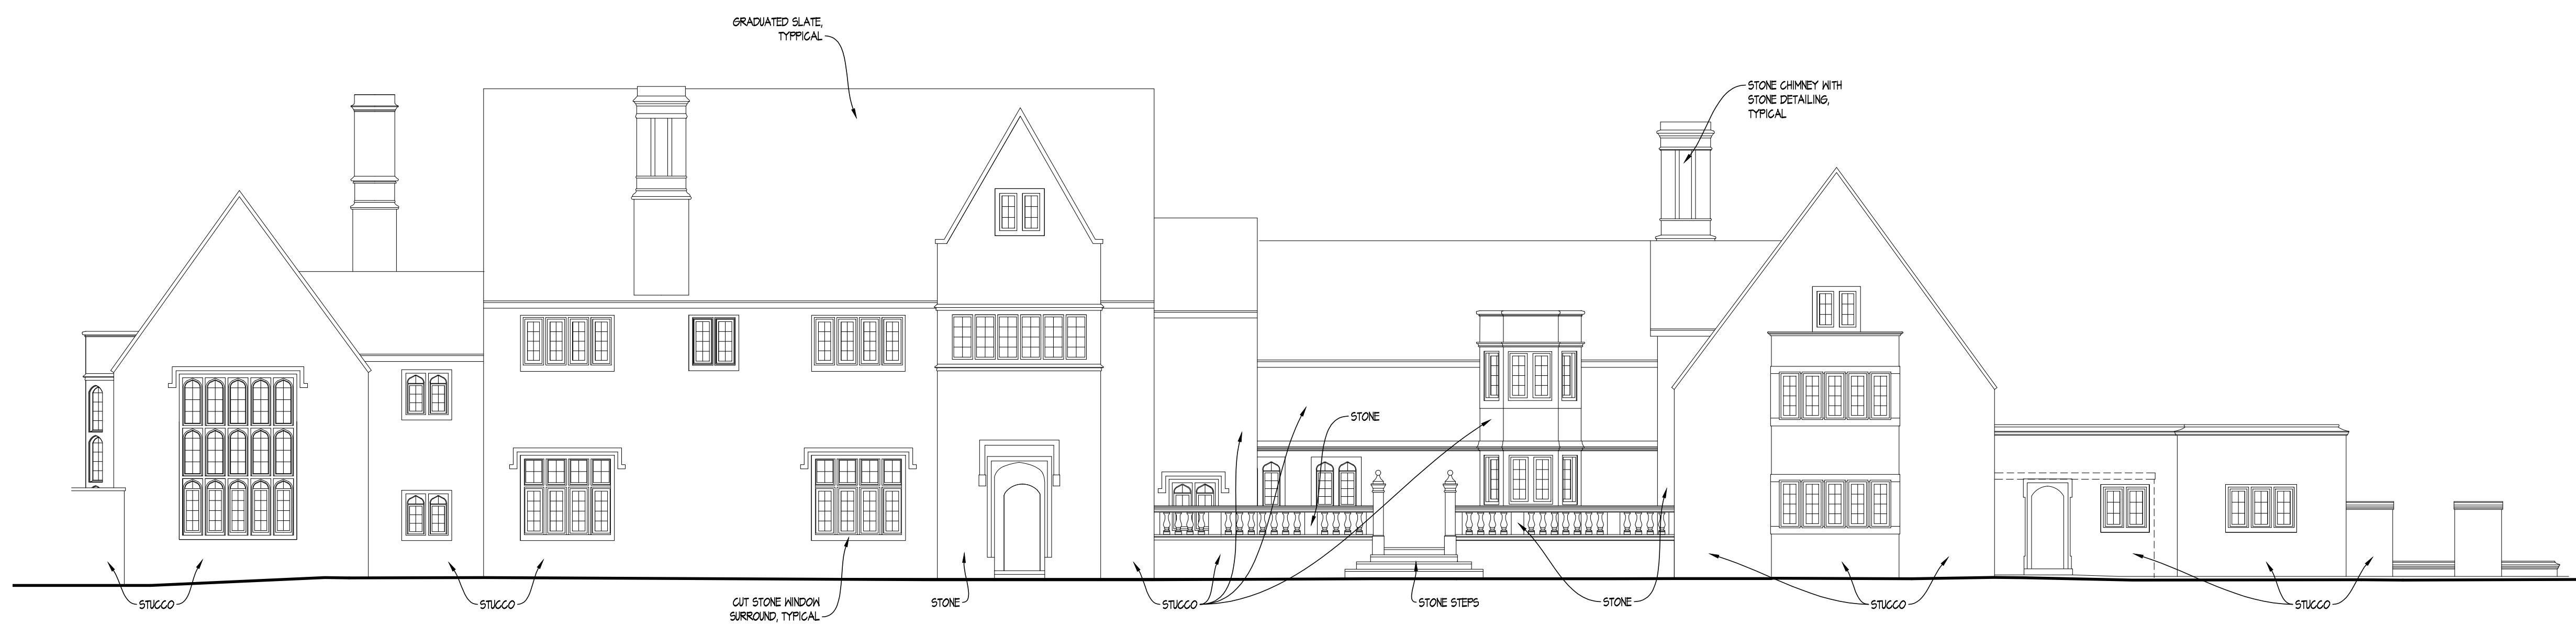 GRADUATED SLATE,
TYPPICAL
STONE CHIMNEY WITH
STONE DETAILING,
TYPICAL
STONE
STUCCO
STUCCO
CUT STONE WINDOW
SURROUND, TYPICAL
STONE
STUCCO
STONE STEPS
STONE
STUCCO
STUCCO